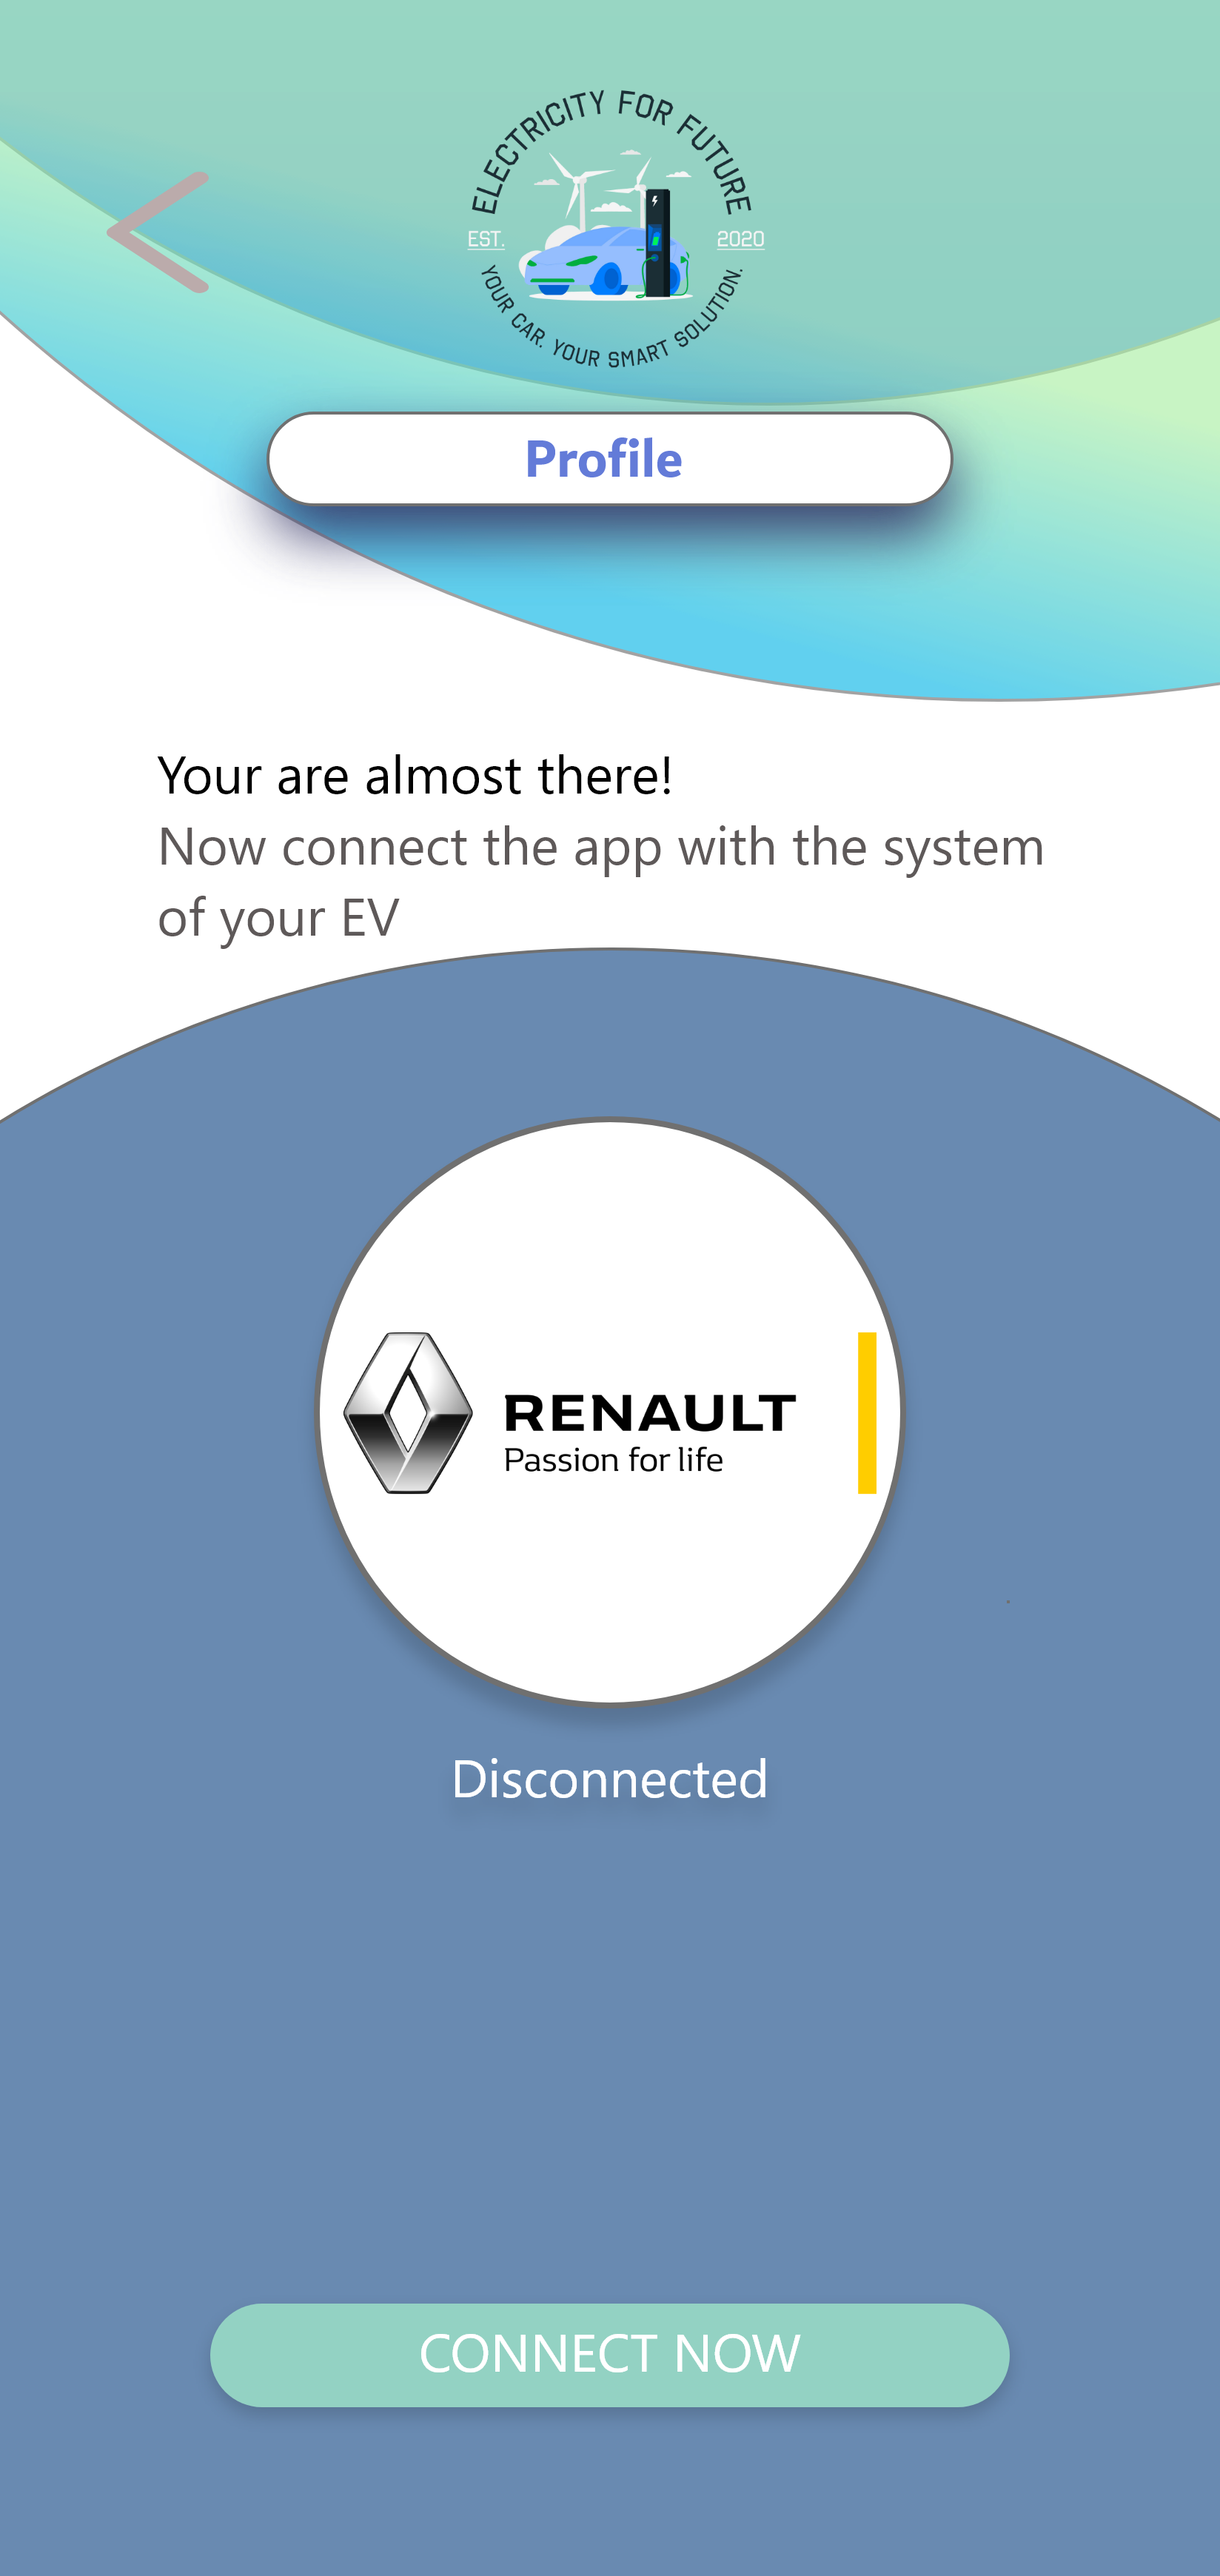 ELECTRICITY FOR FUTURE
EST. 2020
YOUR CAR. YOUR SMART SOLUTION.
Profile
Your are almost there!
Now connect the app with the system
of your EV
RENAULT
Passion for life
Disconnected
CONNECT NOW